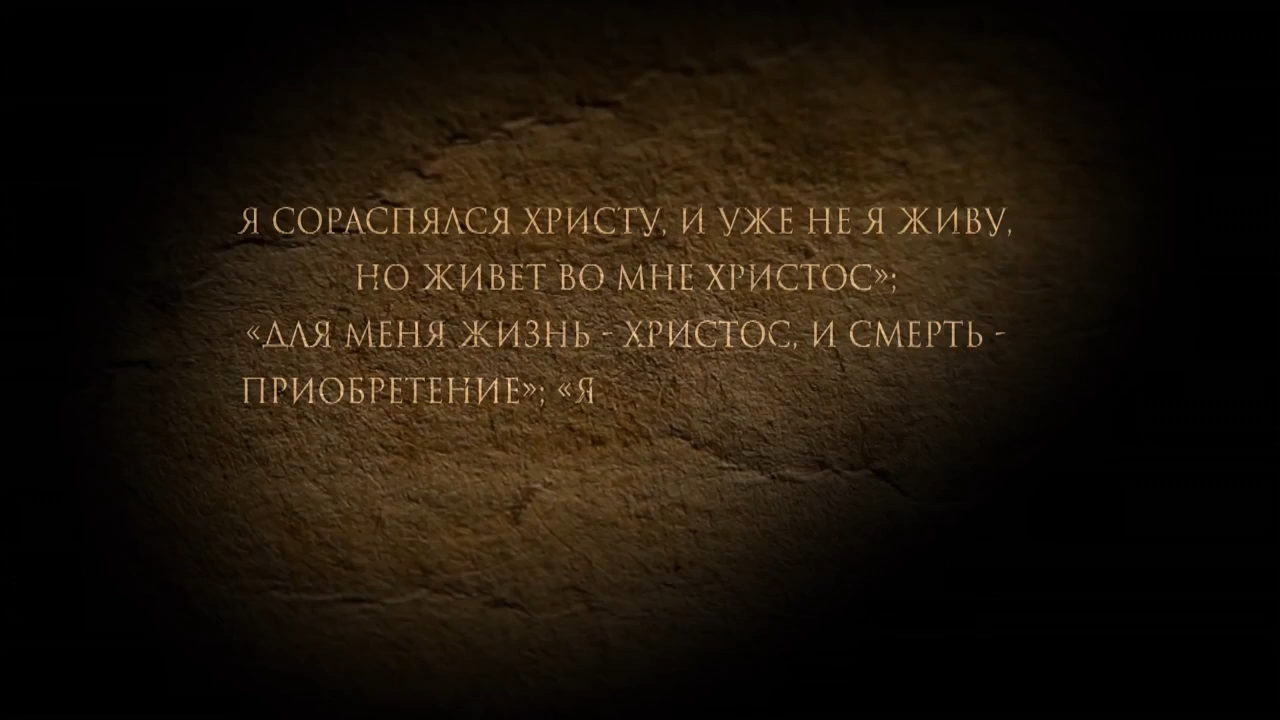 Я СОРАСПЯЛСЯ ХРИСТУ, И УЖЕ НЕ Я ЖИВУ,
НО ЖИВЕТ ВО МНЕ ХРИСТОС»;
«ДЛЯ МЕНЯ ЖИЗНЬ - ХРИСТОС, И СМЕРТЬ -
ПРИОБРЕТЕНИЕ»; «Я